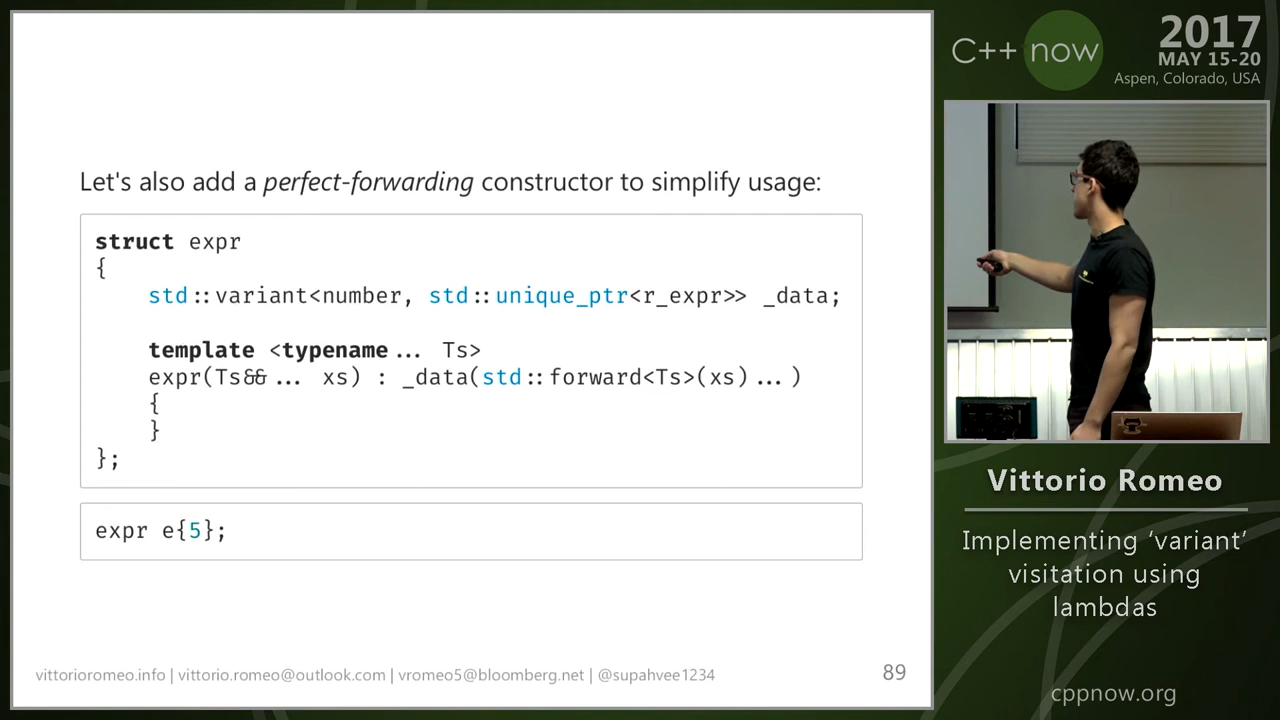 Let's also add a perfect-forwarding constructor to simplify usage:
struct expr
{
    std::variant<number, std::unique_ptr<r_expr>> _data;
    template <typename... Ts>
    expr(Ts&&... xs) : _data(std::forward<Ts>(xs)...)
    {
    }
};
expr e{5};
vittorioromeo.info | vittorio.romeo@outlook.com | vromeo5@bloomberg.net | @supahvee1234
89
C++ now
2017
MAY 15-20
Aspen, Colorado, USA
Vittorio Romeo
Implementing ‘variant’
visitation using
lambdas
cppnow.org